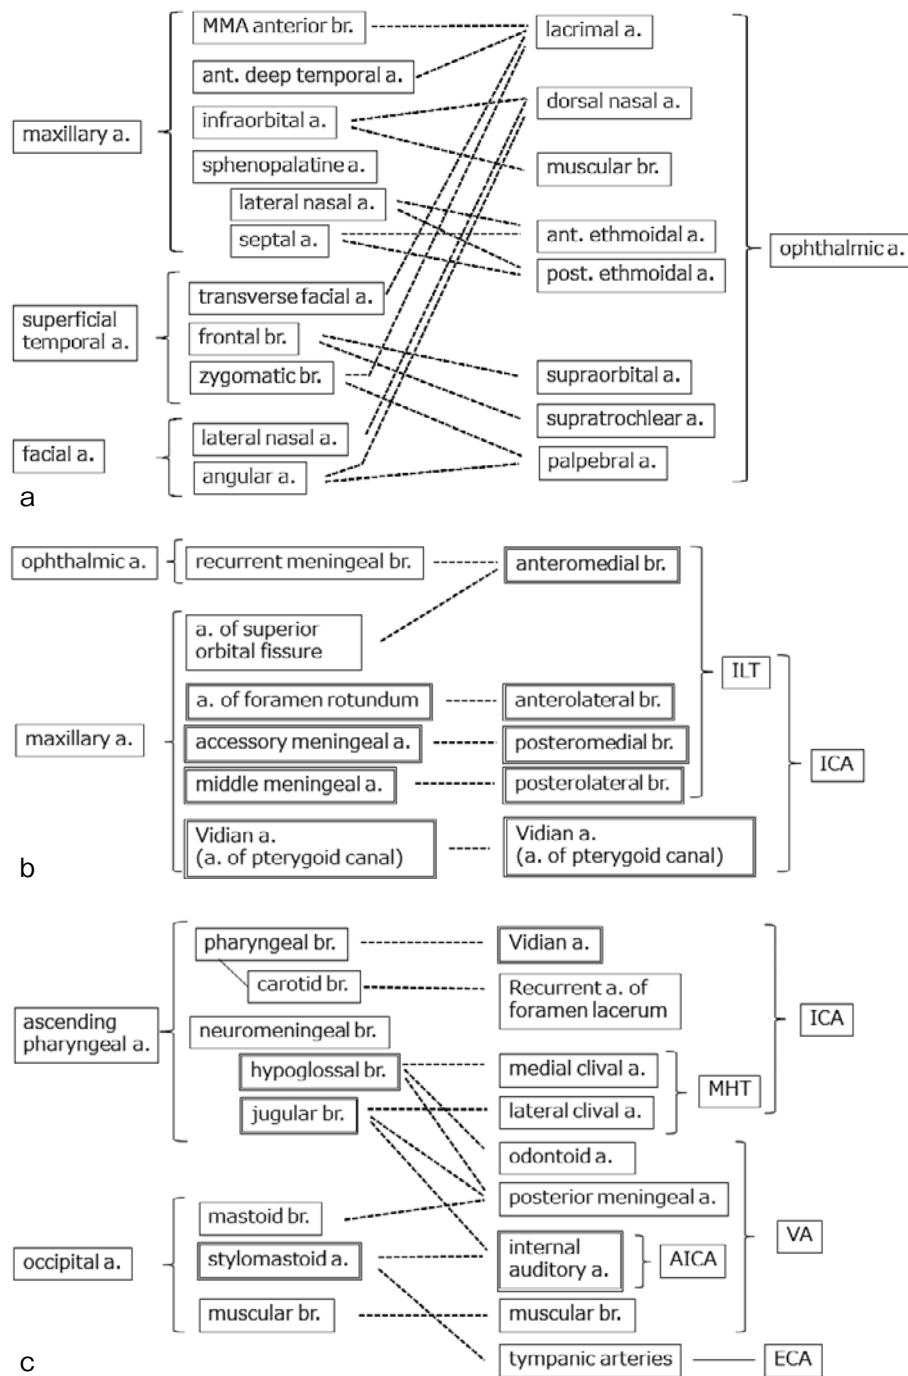 MMA anterior br.
lacrimal a.
ant. deep temporal a.
dorsal nasal a.
infraorbital a.
maxillary a.
sphenopalatine a.
muscular br.
lateral nasal a.
septal a.
ant. ethmoidal a.
ophthalmic a.
post. ethmoidal a.
transverse facial a.
superficial
temporal a.
frontal br.
zygomatic br.
supraorbital a.
supratrochlear a.
lateral nasal a.
facial a.
palpebral a.
angular a.
a
ophthalmic a.
recurrent meningeal br.
anteromedial br.
a. of superior
orbital fissure
ILT
a. of foramen rotundum
anterolateral br.
maxillary a.
accessory meningeal a.
posteromedial br.
ICA
middle meningeal a.
posterolateral br.
Vidian a.
(a. of pterygoid canal)
Vidian a.
(a. of pterygoid canal)
b
pharyngeal br.
Vidian a.
carotid br.
Recurrent a. of
foramen lacerum
ascending
pharyngeal a.
ICA
neuromeningeal br.
hypoglossal br.
medial clival a.
MHT
jugular br.
lateral clival a.
odontoid a.
posterior meningeal a.
mastoid br.
VA
occipital a.
stylomastoid a.
internal
auditory a.
AICA
muscular br.
muscular br.
tympanic arteries
ECA
c